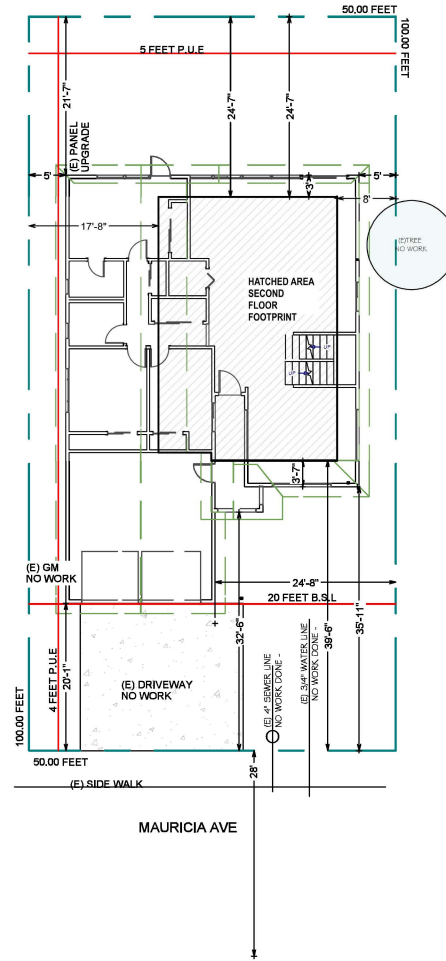 50.00 FEET
100.00 FEET
5 FEET P.U.E
21'-7"
24'-7"
24'-7"
(E) PANEL
UPGRADE
5'
3'
5'
17'-8"
8'
(E)TREE
NO WORK
HATCHED AREA
SECOND
FLOOR
FOOTPRINT
UP
UP
3'-7"
(E) GM
NO WORK
24'-8"
20 FEET B.S.L
4 FEET P.U.E
20'-1"
32'-6"
39'-6"
35'-11"
(E) DRIVEWAY
NO WORK
(E) 4" SEWER LINE
NO WORK DONE -
(E) 3/4" WATER LINE
NO WORK DONE -
100.00 FEET
50.00 FEET
28'
(E) SIDE WALK
MAURICIA AVE